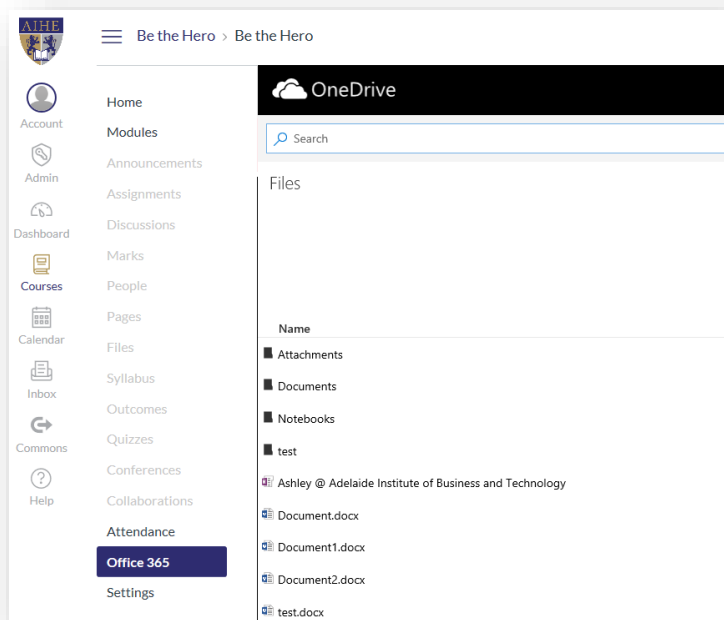 AIHE
Be the Hero > Be the Hero
Account
Admin
Dashboard
Courses
Calendar
Inbox
Commons
Help
Home
Modules
Announcements
Assignments
Discussions
Marks
People
Pages
Files
Syllabus
Outcomes
Quizzes
Conferences
Collaborations
Attendance
Office 365
Settings
OneDrive
Search
Files
Name
Attachments
Documents
Notebooks
test
Ashley @ Adelaide Institute of Business and Technology
Document.docx
Document1.docx
Document2.docx
test.docx